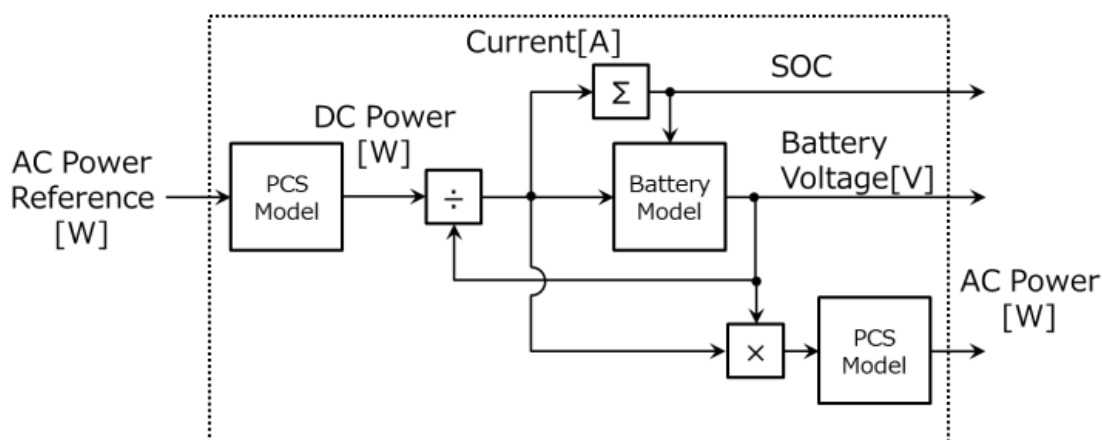 Current[A]
Σ
SOC
DC Power
[W]
AC Power
Reference
[W]
PCS
Model
÷
Battery
Model
Battery
Voltage[V]
×
PCS
Model
AC Power
[W]